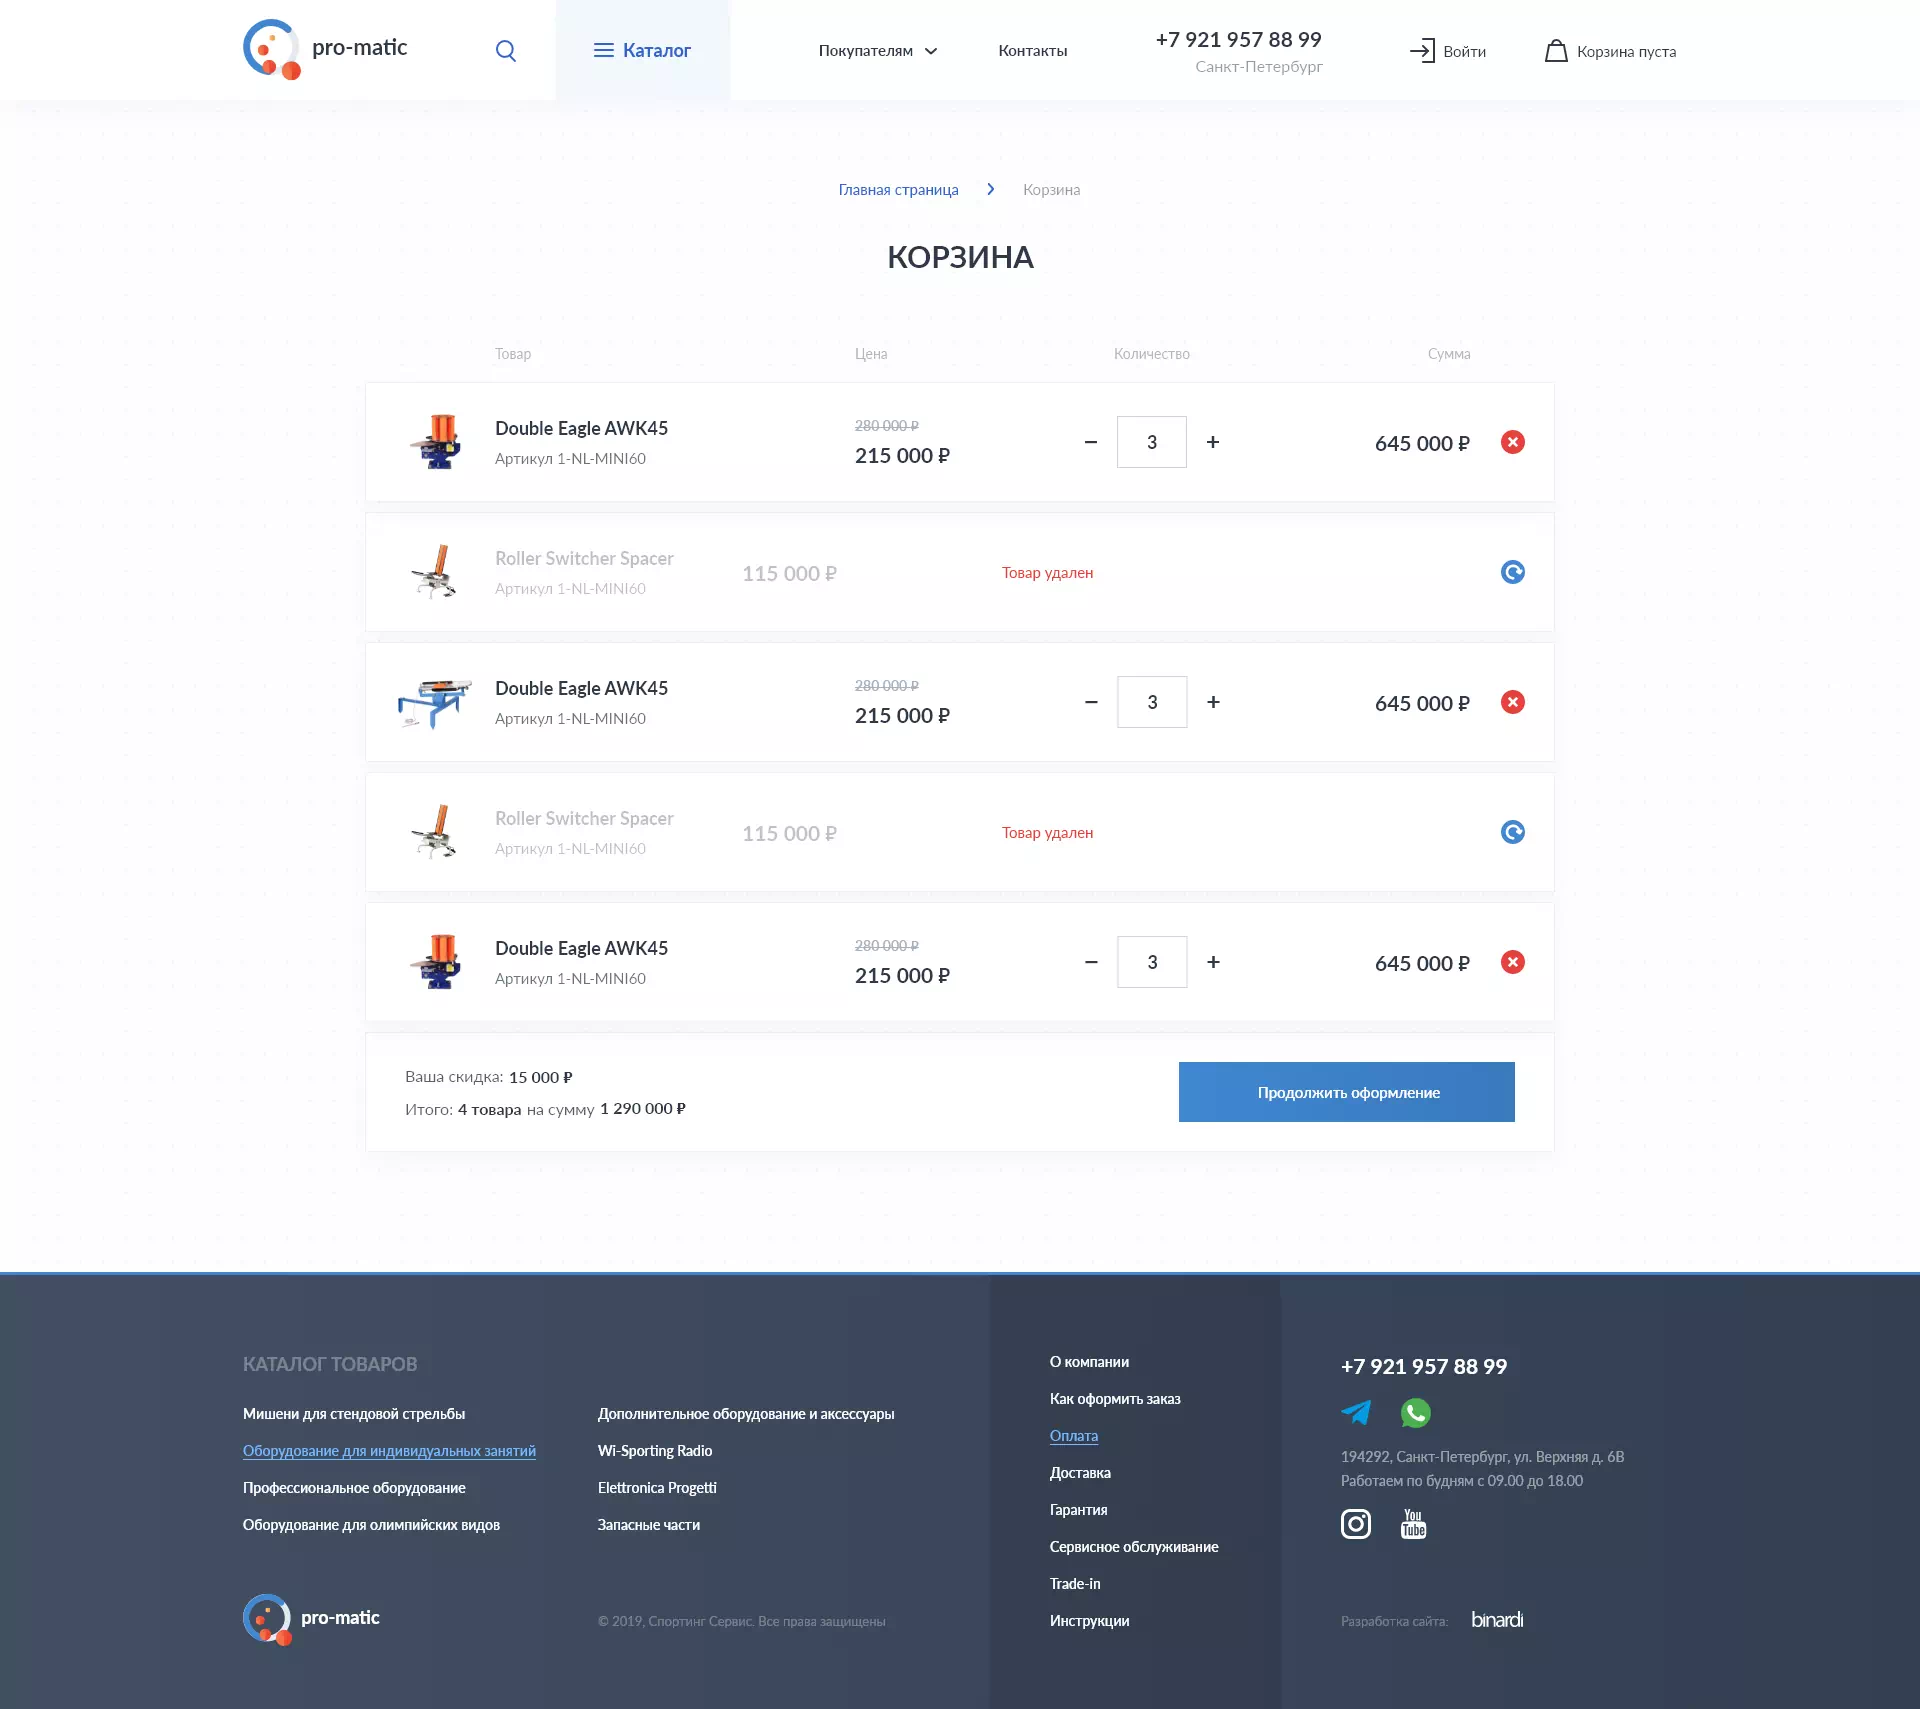 pro-matic
Каталог
Покупателям
Контакты
+7 921 957 88 99
Санкт-Петербург
Войти
Корзина пуста
Главная страница
Корзина
КОРЗИНА
Товар Цена Количество Сумма
Double Eagle AWK45
Артикул 1-NL-MINI60
280 000 ₽
215 000 ₽
− 3 +
645 000 ₽
Roller Switcher Spacer
Артикул 1-NL-MINI60
115 000 ₽
Товар удален
Double Eagle AWK45
Артикул 1-NL-MINI60
280 000 ₽
215 000 ₽
− 3 +
645 000 ₽
Roller Switcher Spacer
Артикул 1-NL-MINI60
115 000 ₽
Товар удален
Double Eagle AWK45
Артикул 1-NL-MINI60
280 000 ₽
215 000 ₽
− 3 +
645 000 ₽
Ваша скидка: 15 000 ₽
Итого: 4 товара на сумму 1 290 000 ₽
Продолжить оформление
КАТАЛОГ ТОВАРОВ
Мишени для стендовой стрельбы
Оборудование для индивидуальных занятий
Профессиональное оборудование
Оборудование для олимпийских видов
Дополнительное оборудование и аксессуары
Wi-Sporting Radio
Elettronica Progetti
Запасные части
pro-matic
© 2019, Спортинг Сервис. Все права защищены
О компании
Как оформить заказ
Оплата
Доставка
Гарантия
Сервисное обслуживание
Trade-in
Инструкции
+7 921 957 88 99
194292, Санкт-Петербург, ул. Верхняя д. 6В
Работаем по будням с 09.00 до 18.00
You
Tube
Разработка сайта: binardi